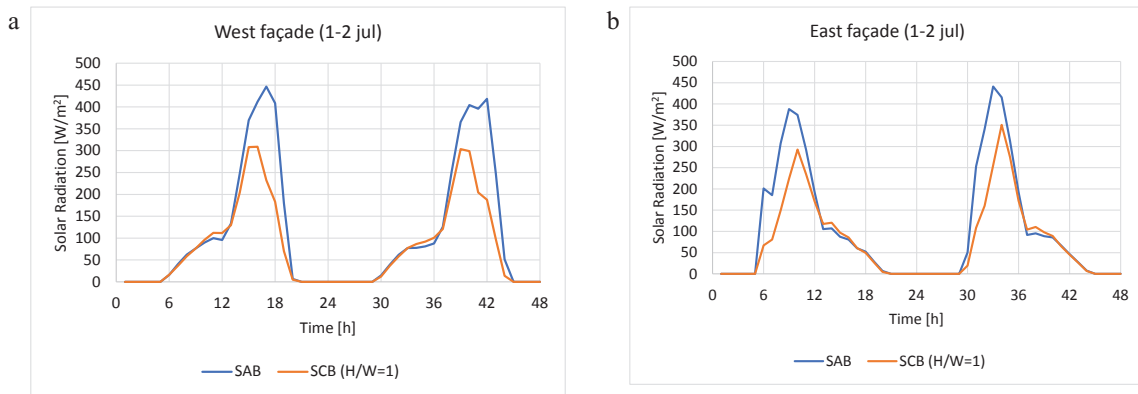 a
West façade (1-2 jul)
Solar Radiation [W/m²]
500
450
400
350
300
250
200
150
100
50
0
0 6 12 18 24 30 36 42 48
Time [h]
SAB SCB (H/W=1)
b
East façade (1-2 jul)
Solar Radiation [W/m²]
500
450
400
350
300
250
200
150
100
50
0
0 6 12 18 24 30 36 42 48
Time [h]
SAB SCB (H/W=1)